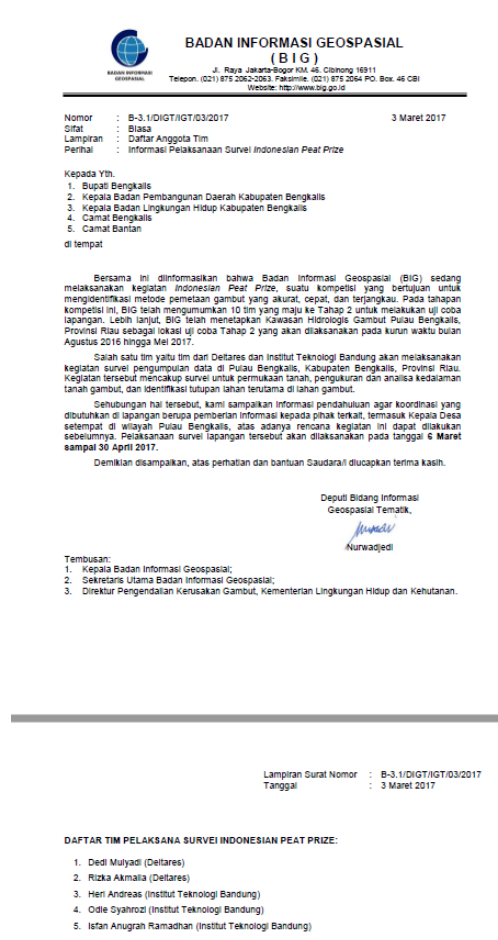 BADAN INFORMASI GEOSPASIAL
( B I G )
Jl. Raya Jakarta-Bogor KM. 46. Cibinong 16911
Telepon. (021) 875 2062-2063. Faksimile. (021) 875 2064 PO. Box. 46 CBI
Website: http://www.big.go.id
BADAN INFORMASI
GEOSPASIAL
Nomor : B-3.1/DIGT/IGT/03/2017 3 Maret 2017
Sifat : Biasa
Lampiran : Daftar Anggota Tim
Perihal : Informasi Pelaksanaan Survei Indonesian Peat Prize
Kepada Yth.
1. Bupati Bengkalis
2. Kepala Badan Pembangunan Daerah Kabupaten Bengkalis
3. Kepala Badan Lingkungan Hidup Kabupaten Bengkalis
4. Camat Bengkalis
5. Camat Bantan
di tempat
Bersama ini diinformasikan bahwa Badan Informasi Geospasial (BIG) sedang
melaksanakan kegiatan Indonesian Peat Prize, suatu kompetisi yang bertujuan untuk
mengidentifikasi metode pemetaan gambut yang akurat, cepat, dan terjangkau. Pada tahapan
kompetisi ini, BIG telah mengumumkan 10 tim yang maju ke Tahap 2 untuk melakukan uji coba
lapangan. Lebih lanjut, BIG telah menetapkan Kawasan Hidrologis Gambut Pulau Bengkalis,
Provinsi Riau sebagai lokasi uji coba Tahap 2 yang akan dilaksanakan pada kurun waktu bulan
Agustus 2016 hingga Mei 2017.
Salah satu tim yaitu tim dari Deltares dan Institut Teknologi Bandung akan melaksanakan
kegiatan survei pengumpulan data di Pulau Bengkalis, Kabupaten Bengkalis, Provinsi Riau.
Kegiatan tersebut mencakup survei untuk permukaan tanah, pengukuran dan analisa kedalaman
tanah gambut, dan identifikasi tutupan lahan terutama di lahan gambut.
Sehubungan hal tersebut, kami sampaikan informasi pendahuluan agar koordinasi yang
dibutuhkan di lapangan berupa pemberian informasi kepada pihak terkait, termasuk Kepala Desa
setempat di wilayah Pulau Bengkalis, atas adanya rencana kegiatan ini dapat dilakukan
sebelumnya. Pelaksanaan survei lapangan tersebut akan dilaksanakan pada tanggal 6 Maret
sampai 30 April 2017.
Demikian disampaikan, atas perhatian dan bantuan Saudara/i diucapkan terima kasih.
Deputi Bidang Informasi
Geospasial Tematik,
Nurwadjedi
Tembusan:
1. Kepala Badan Informasi Geospasial;
2. Sekretaris Utama Badan Informasi Geospasial;
3. Direktur Pengendalian Kerusakan Gambut, Kementerian Lingkungan Hidup dan Kehutanan.
Lampiran Surat Nomor : B-3.1/DIGT/IGT/03/2017
Tanggal : 3 Maret 2017
DAFTAR TIM PELAKSANA SURVEI INDONESIAN PEAT PRIZE:
1. Dedi Mulyadi (Deltares)
2. Rizka Akmalia (Deltares)
3. Heri Andreas (Institut Teknologi Bandung)
4. Odie Syahrozi (Institut Teknologi Bandung)
5. Isfan Anugrah Ramadhan (Institut Teknologi Bandung)